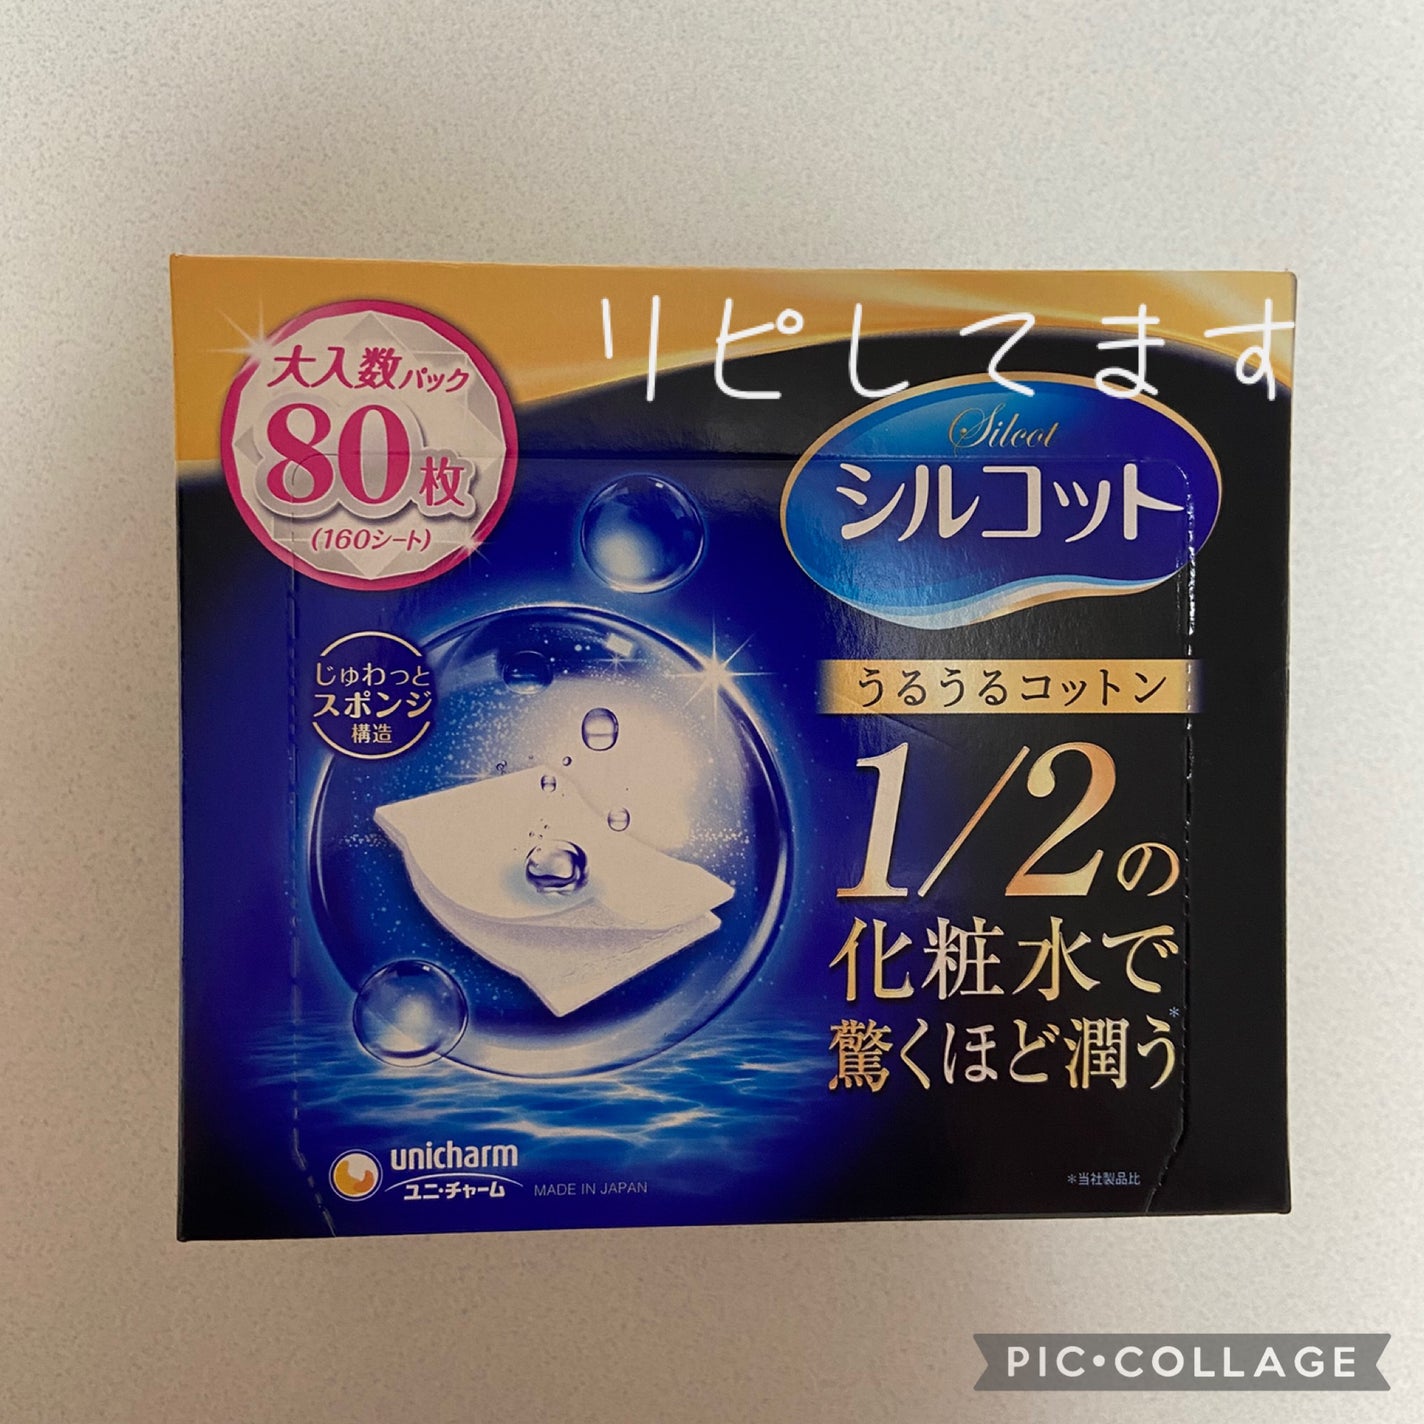 リピしてます
大入数パック
80枚
(160シート)
Silcot
シルコット
じゅわっと
スポンジ
構造
うるうるコットン
1/2の
化粧水で
驚くほど潤う*
unicharm
ユニ・チャーム
MADE IN JAPAN
*当社製品比
PIC•COLLAGE